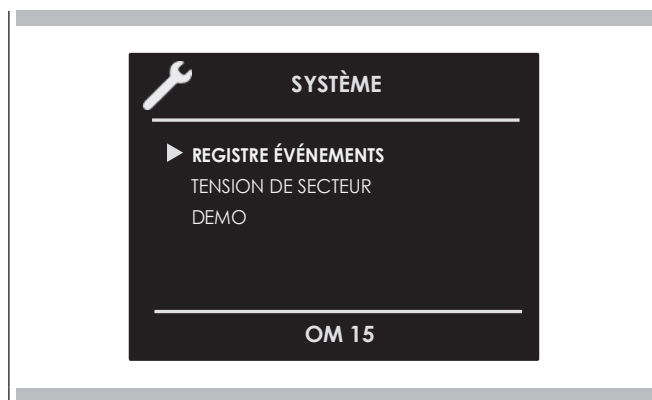 SYSTÈME
REGISTRE ÉVÉNEMENTS
TENSION DE SECTEUR
DEMO
OM 15